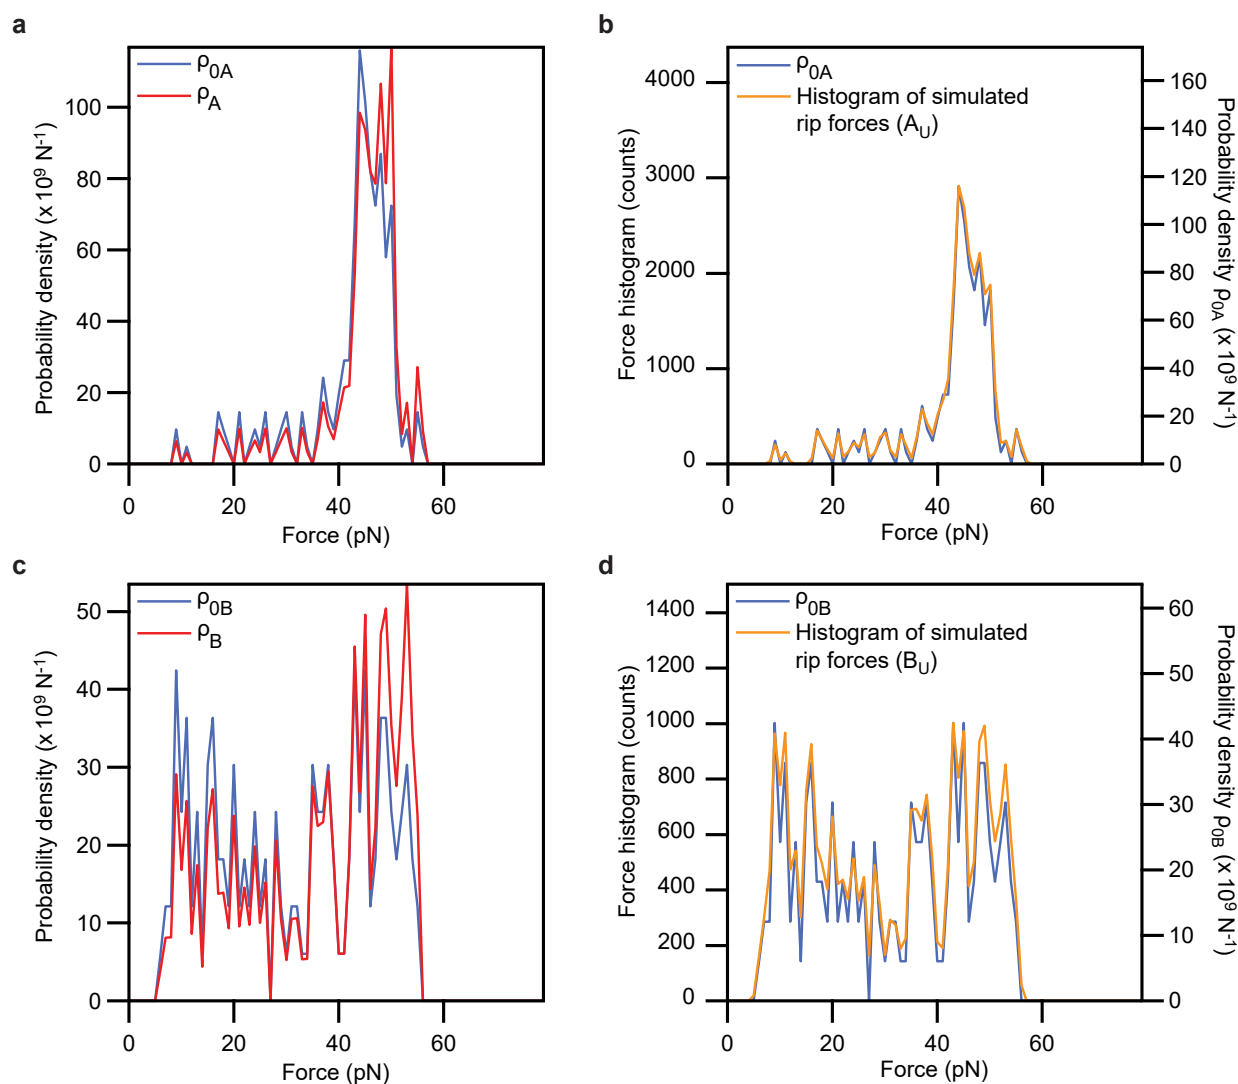 a
ρ0A
ρA
100
80
60
40
20
0
0 20 40 60
Probability density (x 10⁹ N⁻¹)
Force (pN)
b
ρ0A
Histogram of simulated
rip forces (AU)
4000
3000
2000
1000
0
160
140
120
100
80
60
40
20
0
0 20 40 60
Force histogram (counts)
Probability density ρ0A (x 10⁹ N⁻¹)
Force (pN)
c
ρ0B
ρB
50
40
30
20
10
0
0 20 40 60
Probability density (x 10⁹ N⁻¹)
Force (pN)
d
ρ0B
Histogram of simulated
rip forces (BU)
1400
1200
1000
800
600
400
200
0
60
50
40
30
20
10
0
0 20 40 60
Force histogram (counts)
Probability density ρ0B (x 10⁹ N⁻¹)
Force (pN)